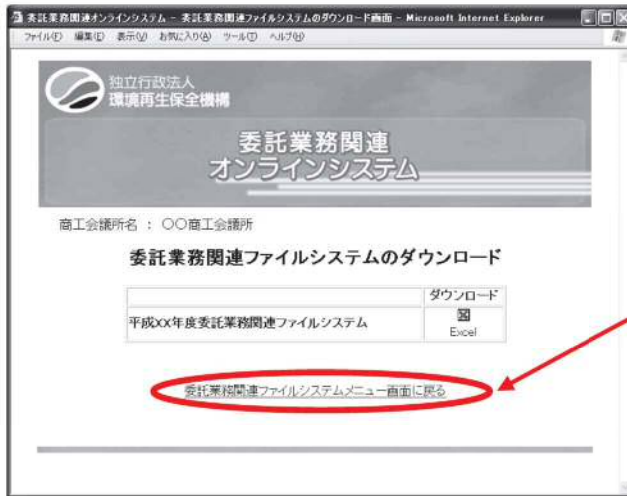 委託業務関連オンラインシステム - 委託業務関連ファイルシステムのダウンロード画面 - Microsoft Internet Explorer
ファイル(F) 編集(E) 表示(V) お気に入り(A) ツール(T) ヘルプ(H)
独立行政法人
環境再生保全機構
委託業務関連
オンラインシステム
商工会議所名 : 〇〇商工会議所
委託業務関連ファイルシステムのダウンロード
ダウンロード
平成XX年度委託業務関連ファイルシステム
Excel
委託業務関連ファイルシステムメニュー画面に戻る